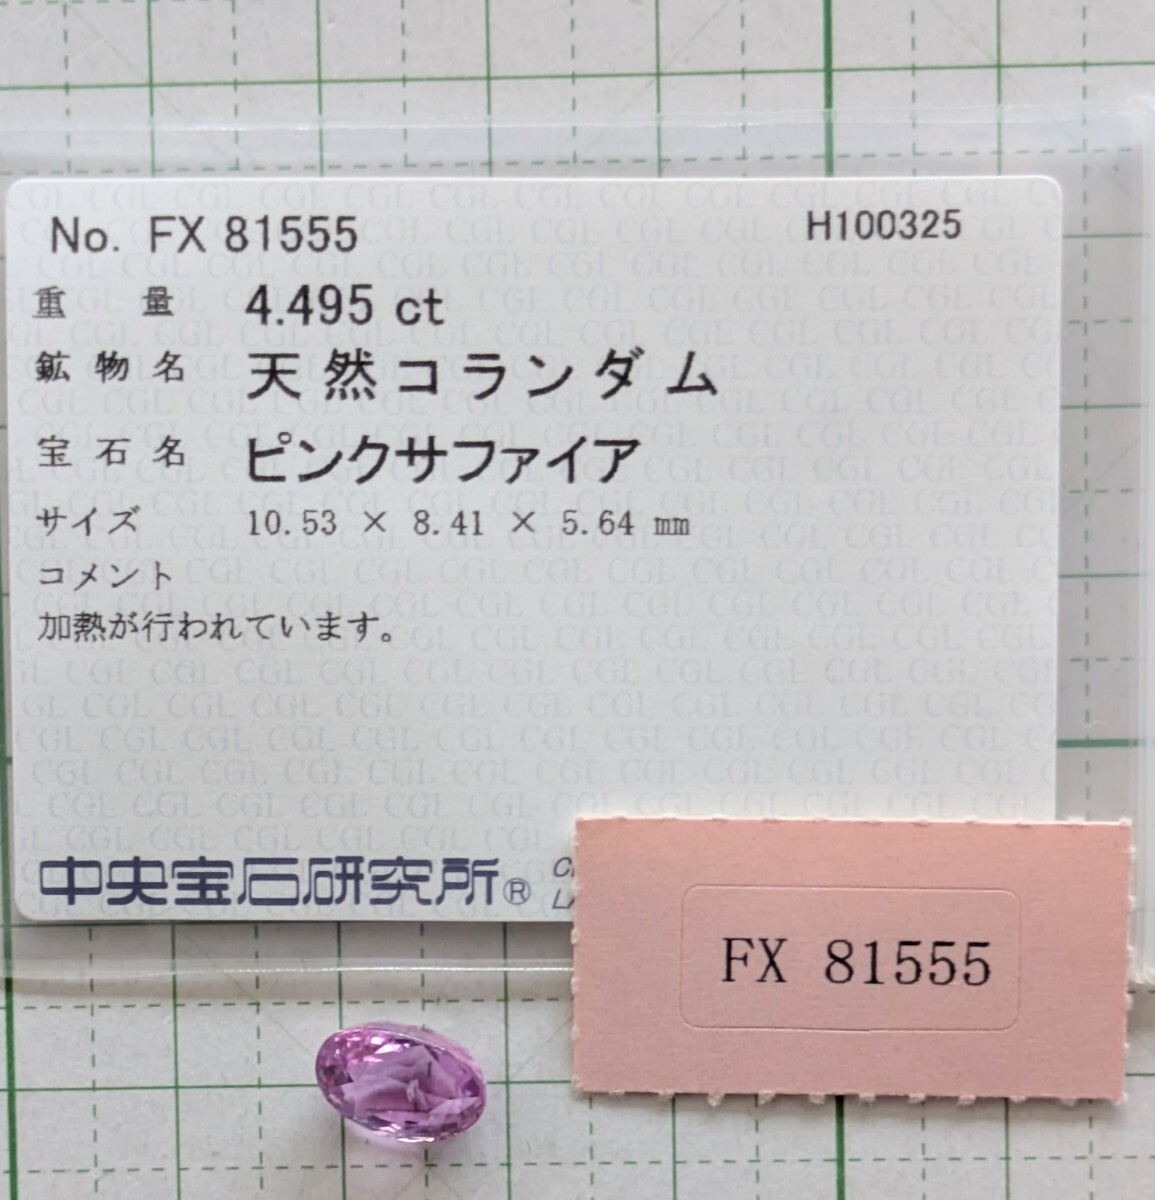 No. FX 81555
H100325
重 量 4.495 ct
鉱 物 名 天然コランダム
宝 石 名 ピンクサファイア
サイズ 10.53 × 8.41 × 5.64 mm
コメント
加熱が行われています。
中央宝石研究所®
FX 81555